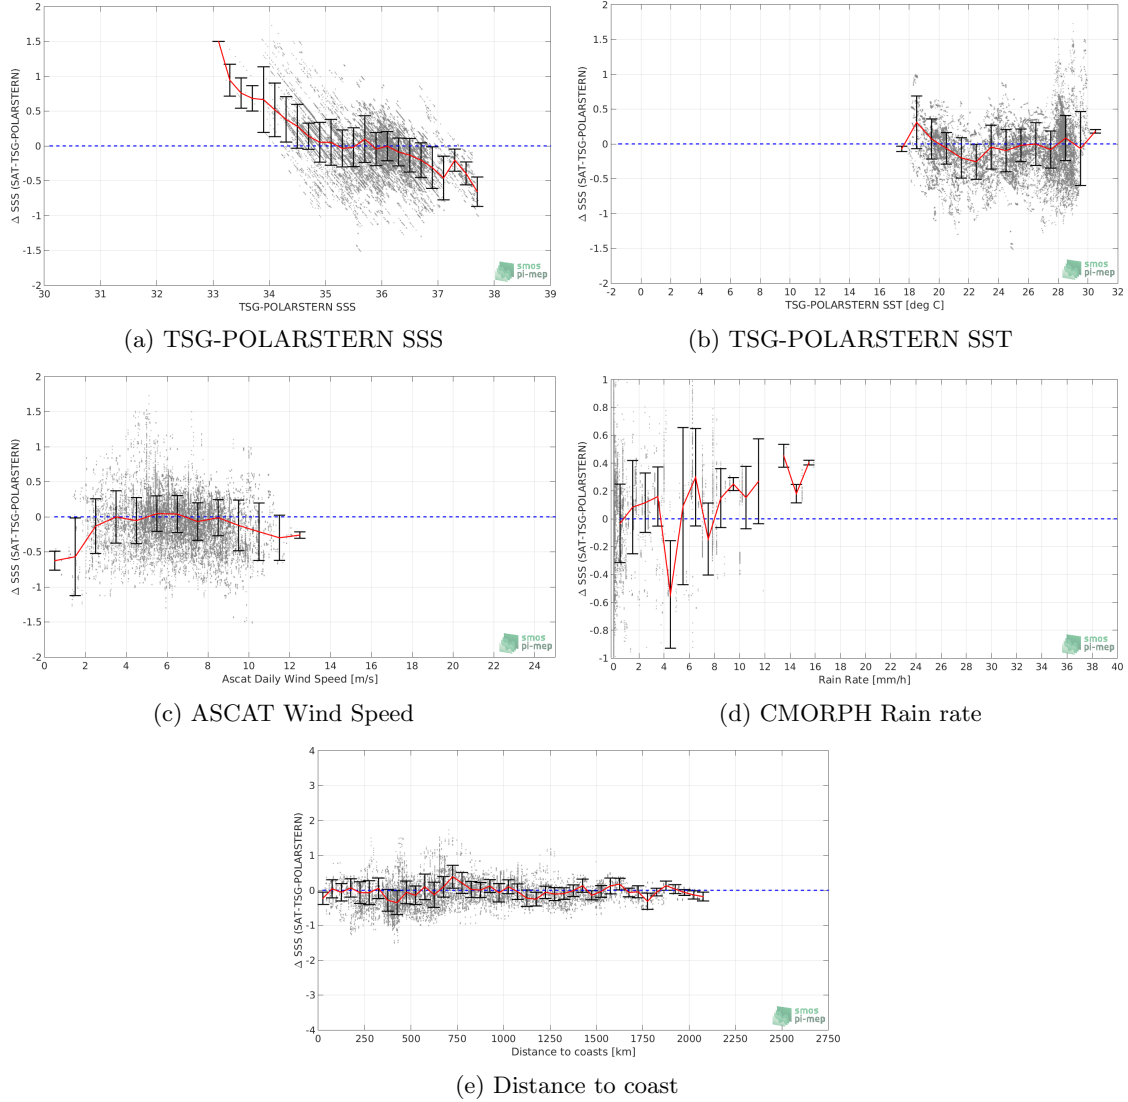 Δ SSS (SAT-TSG-POLARSTERN)
2
1.5
1
0.5
0
-0.5
-1
-1.5
-2
30 31 32 33 34 35 36 37 38 39
TSG-POLARSTERN SSS
smos
pi-mep
(a) TSG-POLARSTERN SSS
Δ SSS (SAT-TSG-POLARSTERN)
2
1.5
1
0.5
0
-0.5
-1
-1.5
-2
-2 0 2 4 6 8 10 12 14 16 18 20 22 24 26 28 30 32
TSG-POLARSTERN SST [deg C]
smos
pi-mep
(b) TSG-POLARSTERN SST
Δ SSS (SAT-TSG-POLARSTERN)
2
1.5
1
0.5
0
-0.5
-1
-1.5
-2
0 2 4 6 8 10 12 14 16 18 20 22 24
Ascat Daily Wind Speed [m/s]
smos
pi-mep
(c) ASCAT Wind Speed
Δ SSS (SAT-TSG-POLARSTERN)
1
0.8
0.6
0.4
0.2
0
-0.2
-0.4
-0.6
-0.8
-1
0 2 4 6 8 10 12 14 16 18 20 22 24 26 28 30 32 34 36 38 40
Rain Rate [mm/h]
smos
pi-mep
(d) CMORPH Rain rate
Δ SSS (SAT-TSG-POLARSTERN)
4
3
2
1
0
-1
-2
-3
-4
0 250 500 750 1000 1250 1500 1750 2000 2250 2500 2750
Distance to coasts [km]
smos
pi-mep
(e) Distance to coast